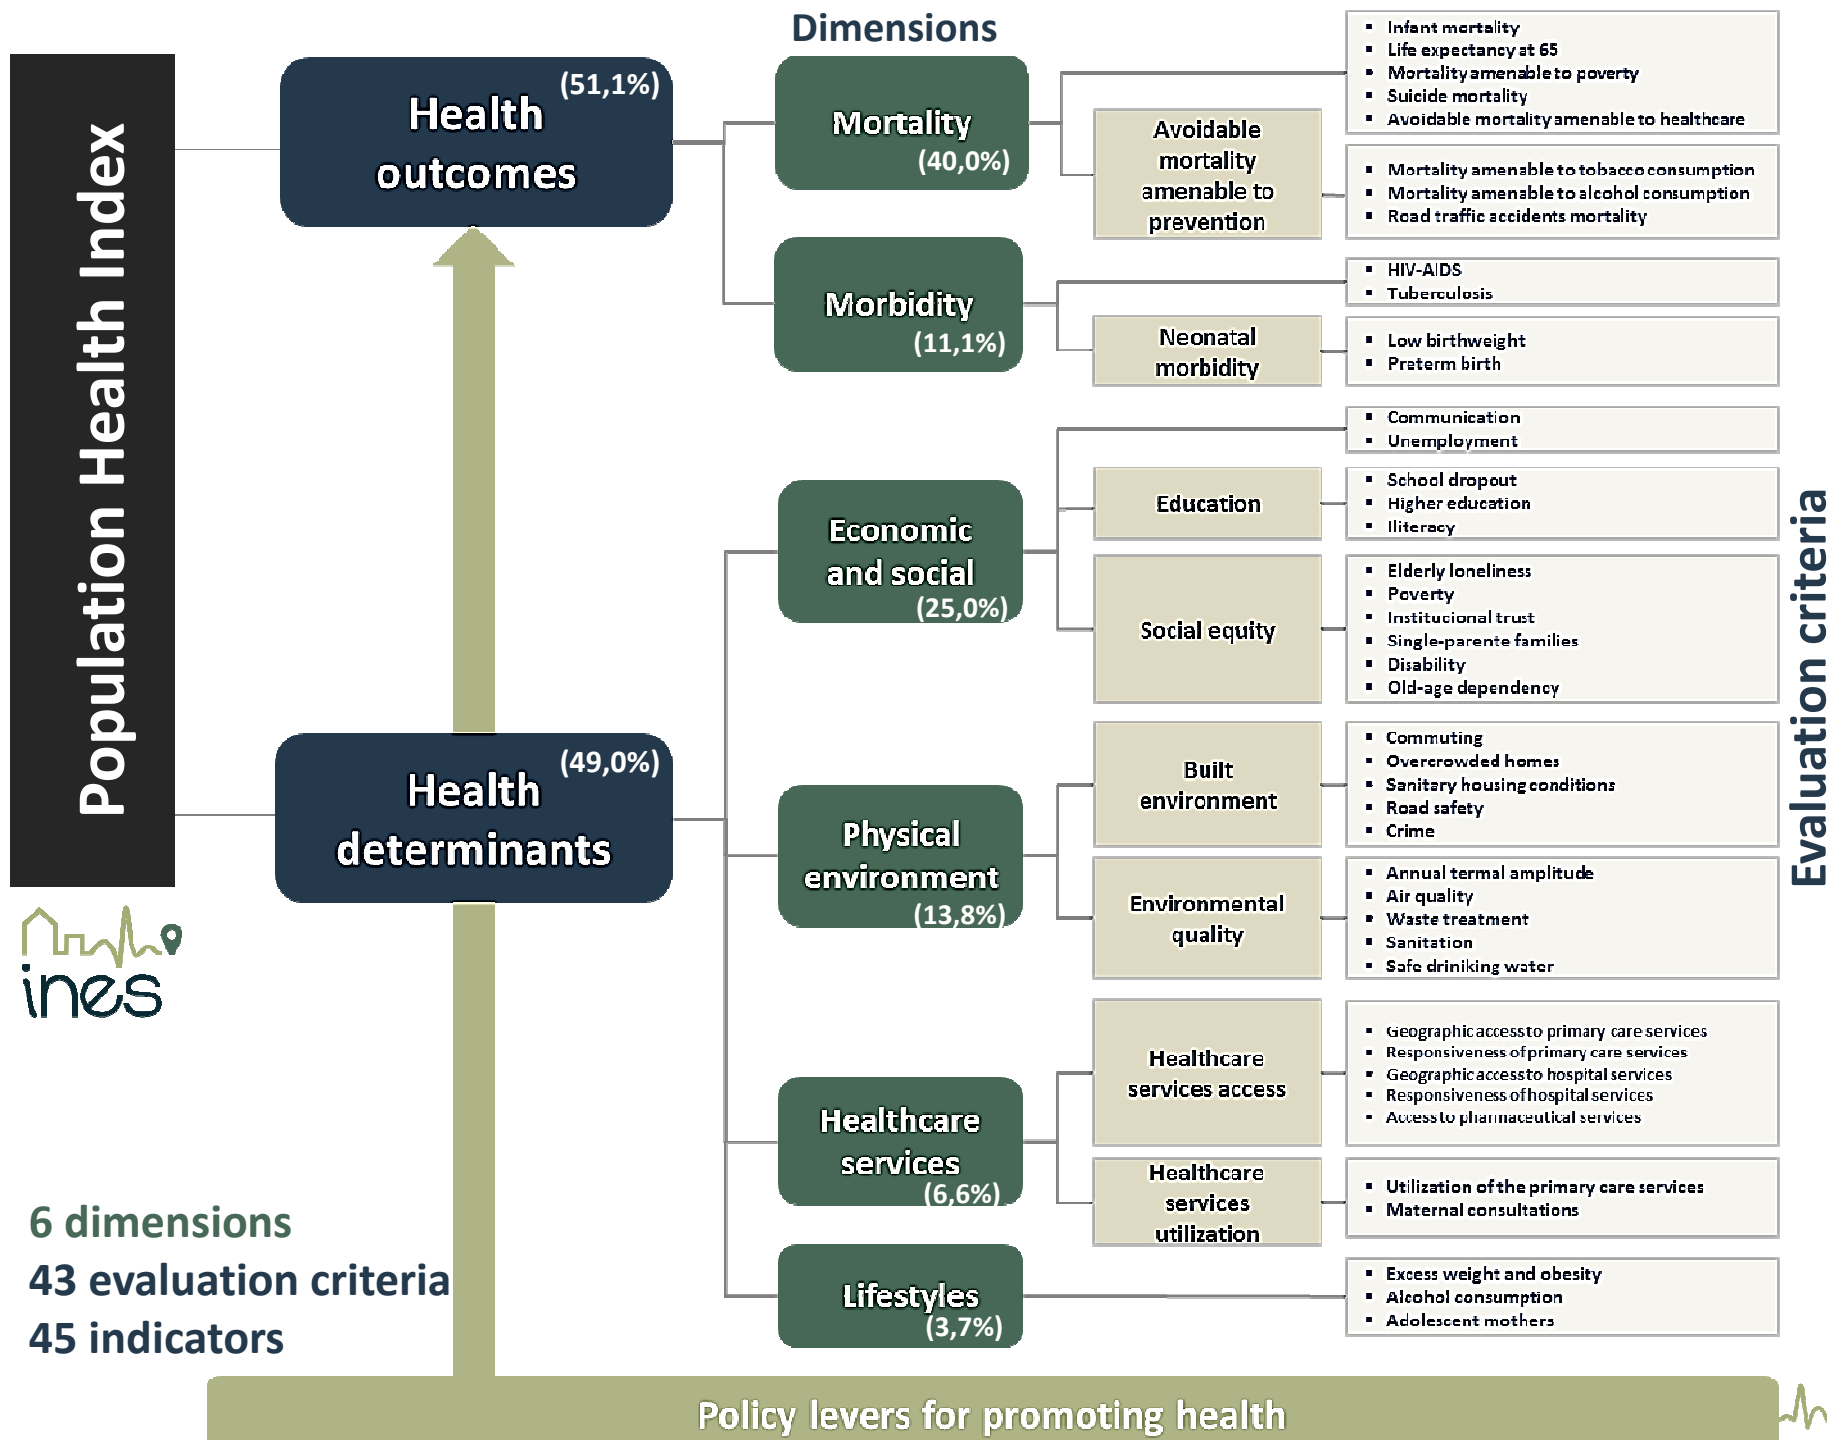 Population Health Index
Dimensions
Health
outcomes
(51,1%)
Mortality
(40,0%)
▪ Infant mortality
▪ Life expectancy at 65
▪ Mortality amenable to poverty
▪ Suicide mortality
▪ Avoidable mortality amenable to healthcare
Avoidable
mortality
amenable to
prevention
▪ Mortality amenable to tobacco consumption
▪ Mortality amenable to alcohol consumption
▪ Road traffic accidents mortality
Morbidity
(11,1%)
▪ HIV-AIDS
▪ Tuberculosis
Neonatal
morbidity
▪ Low birthweight
▪ Preterm birth
Health
determinants
(49,0%)
Economic
and social
(25,0%)
▪ Communication
▪ Unemployment
Education
▪ School dropout
▪ Higher education
▪ Iliteracy
Social equity
▪ Elderly loneliness
▪ Poverty
▪ Institucional trust
▪ Single-parente families
▪ Disability
▪ Old-age dependency
Physical
environment
(13,8%)
Built
environment
▪ Commuting
▪ Overcrowded homes
▪ Sanitary housing conditions
▪ Road safety
▪ Crime
Environmental
quality
▪ Annual termal amplitude
▪ Air quality
▪ Waste treatment
▪ Sanitation
▪ Safe driniking water
Healthcare
services
(6,6%)
Healthcare
services access
▪ Geographic access to primary care services
▪ Responsiveness of primary care services
▪ Geographic access to hospital services
▪ Responsiveness of hospital services
▪ Access to pharmaceutical services
Healthcare
services
utilization
▪ Utilization of the primary care services
▪ Maternal consultations
Lifestyles
(3,7%)
▪ Excess weight and obesity
▪ Alcohol consumption
▪ Adolescent mothers
Evaluation criteria
ines
6 dimensions
43 evaluation criteria
45 indicators
Policy levers for promoting health